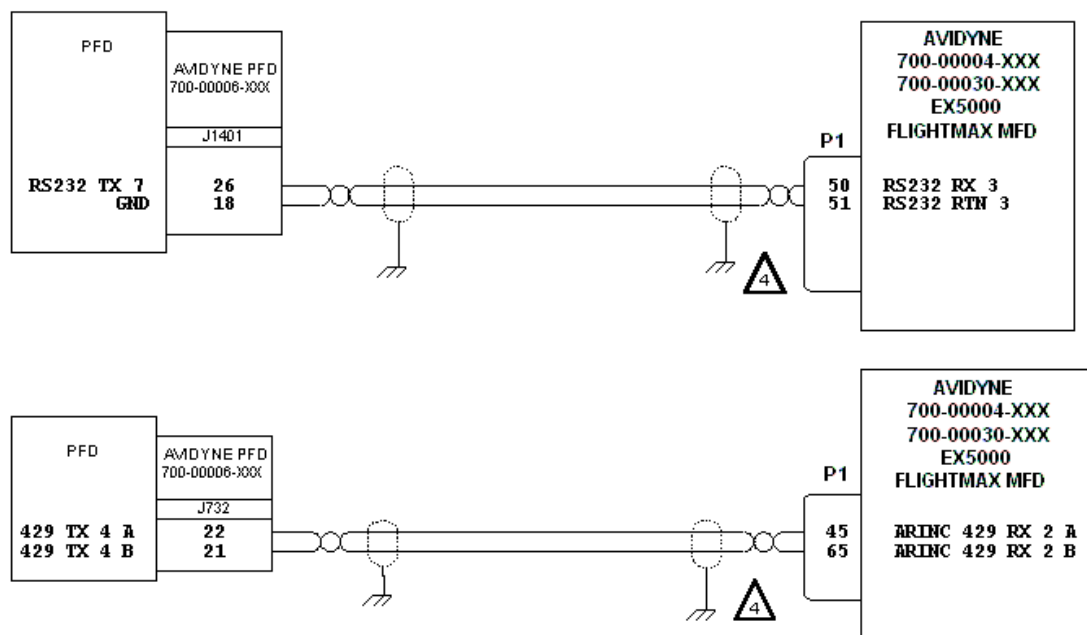 PFD
AVIDYNE PFD
700-00006-XXX
J1401
RS232 TX 7 26
GND 18
P1
AVIDYNE
700-00004-XXX
700-00030-XXX
EX5000
FLIGHTMAX MFD
50 RS232 RX 3
51 RS232 RTN 3
4
PFD
AVIDYNE PFD
700-00006-XXX
J732
429 TX 4 A 22
429 TX 4 B 21
P1
AVIDYNE
700-00004-XXX
700-00030-XXX
EX5000
FLIGHTMAX MFD
45 ARINC 429 RX 2 A
65 ARINC 429 RX 2 B
4